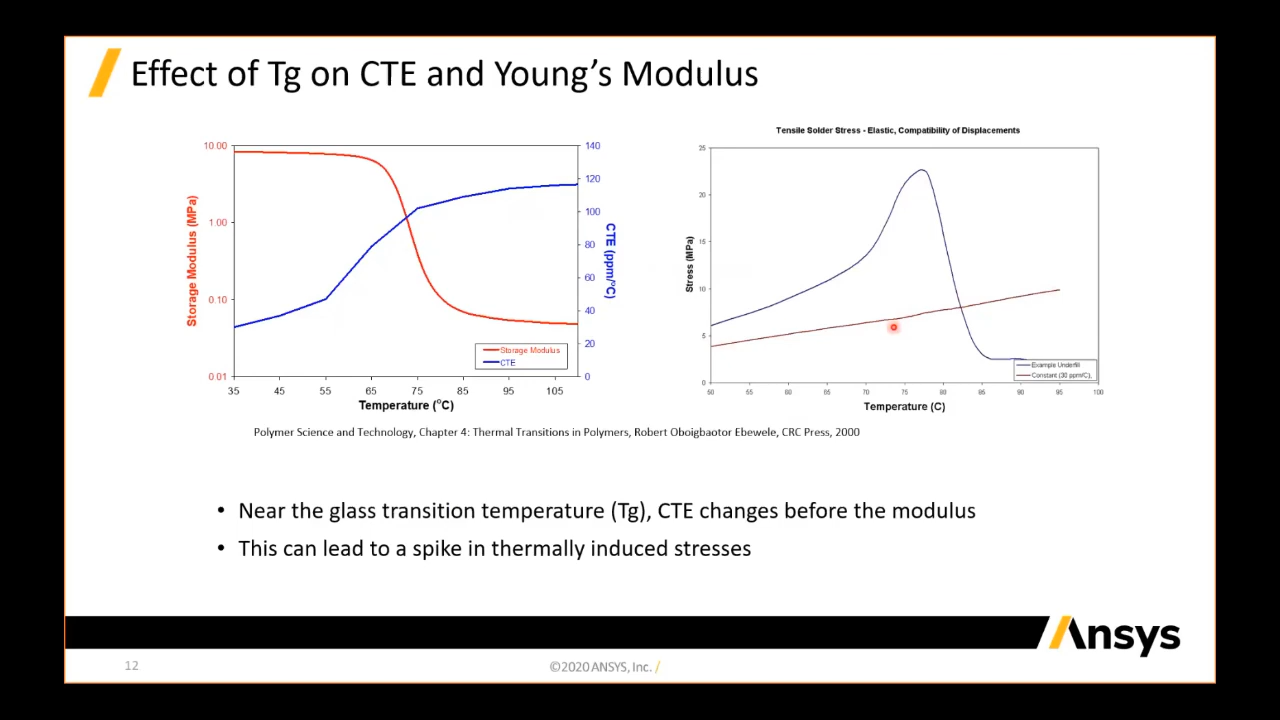 Effect of Tg on CTE and Young's Modulus
10.00
1.00
0.10
0.01
Storage Modulus (MPa)
140
120
100
80
60
40
20
0
CTE (ppm/°C)
Storage Modulus
CTE
35 45 55 65 75 85 95 105
Temperature (°C)
Tensile Solder Stress - Elastic, Compatibility of Displacements
25
20
15
10
5
0
Stress (MPa)
Example Underfill
Constant (30 ppm/C),
50 55 60 65 70 75 80 85 90 95 100
Temperature (C)
Polymer Science and Technology, Chapter 4: Thermal Transitions in Polymers, Robert Oboigbaotor Ebewele, CRC Press, 2000
• Near the glass transition temperature (Tg), CTE changes before the modulus
• This can lead to a spike in thermally induced stresses
Ansys
12
©2020 ANSYS, Inc. /